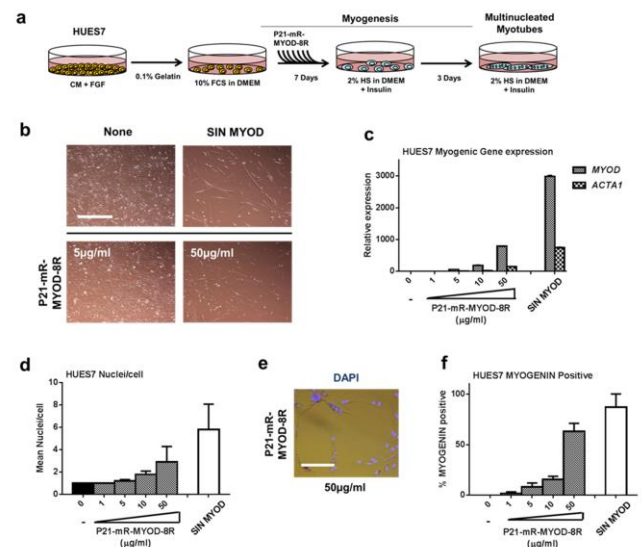 a
HUES7
CM + FGF
0.1% Gelatin
10% FCS in DMEM
Myogenesis
P21-mR-
MYOD-8R
7 Days
2% HS in DMEM
+ Insulin
3 Days
Multinucleated
Myotubes
2% HS in DMEM
+ Insulin
b
None
SIN MYOD
P21-mR-
MYOD-8R
5µg/ml
50µg/ml
c
HUES7 Myogenic Gene expression
MYOD
ACTA1
Relative expression
3000
2000
1000
0
0
1
5
10
50
SIN MYOD
-
P21-mR-MYOD-8R
(µg/ml)
d
HUES7 Nuclei/cell
Mean Nuclei/cell
10
8
6
4
2
0
0
1
5
10
50
SIN MYOD
-
P21-mR-MYOD-8R
(µg/ml)
e
DAPI
P21-mR-
MYOD-8R
50µg/ml
f
HUES7 MYOGENIN Positive
% MYOGENIN positive
100
50
0
0
1
5
10
50
SIN MYOD
-
P21-mR-MYOD-8R
(µg/ml)